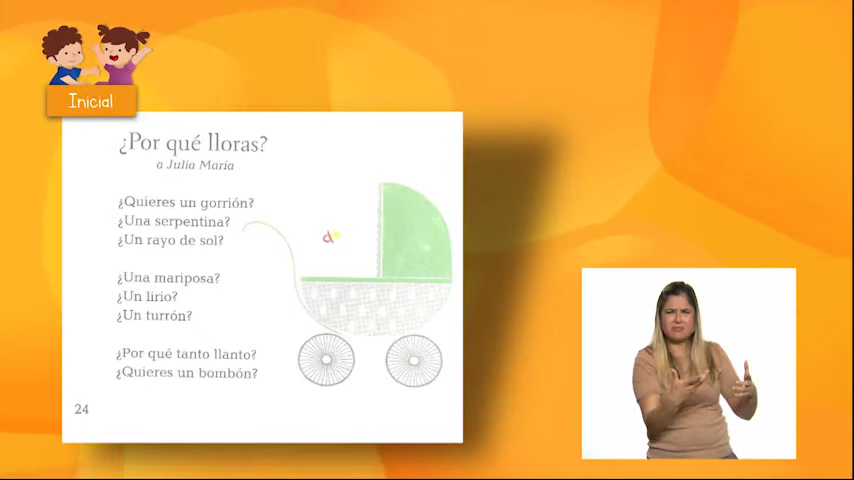 Inicial
¿Por qué lloras?
a Julia María
¿Quieres un gorrión?
¿Una serpentina?
¿Un rayo de sol?
¿Una mariposa?
¿Un lirio?
¿Un turrón?
¿Por qué tanto llanto?
¿Quieres un bombón?
24